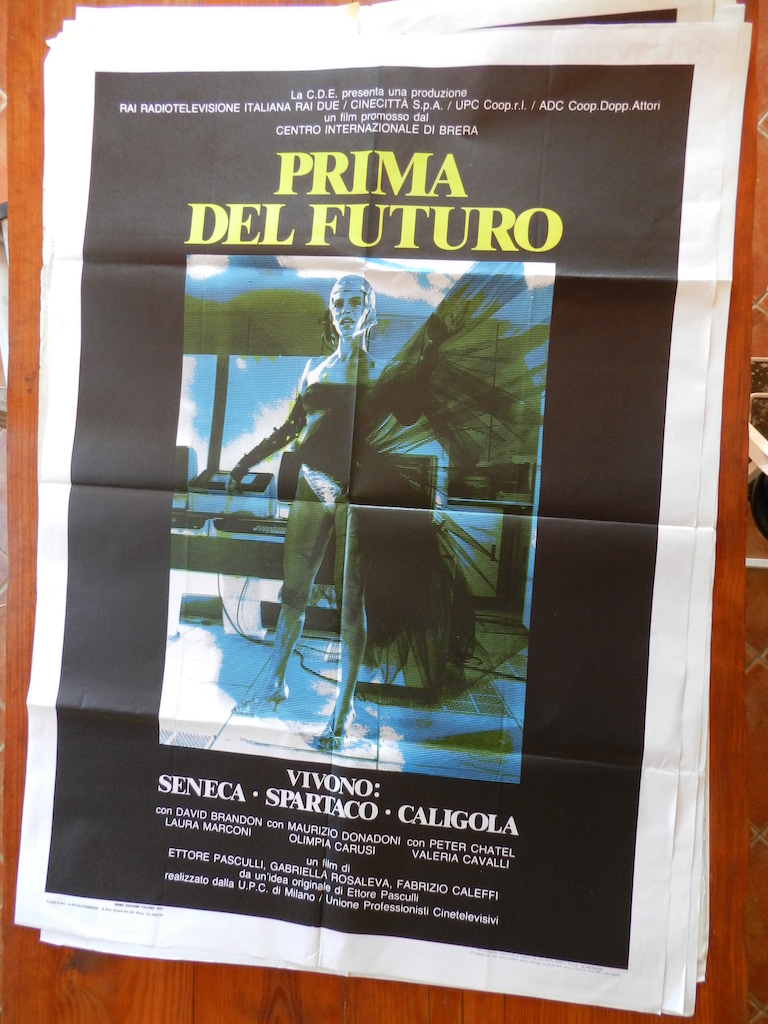 La C.D.E. presenta una produzione
RAI RADIOTELEVISIONE ITALIANA RAI DUE / CINECITTÀ S.p.A. / UPC Coop.r.l. / ADC Coop.Dopp.Attori
un film promosso dal
CENTRO INTERNAZIONALE DI BRERA
PRIMA
DEL FUTURO
VIVONO:
SENECA · SPARTACO · CALIGOLA
con DAVID BRANDON con MAURIZIO DONADONI con PETER CHATEL
LAURA MARCONI OLIMPIA CARUSI VALERIA CAVALLI
un film di
ETTORE PASCULLI, GABRIELLA ROSALEVA, FABRIZIO CALEFFI
da un'idea originale di Ettore Pasculli
realizzato dalla U.P.C. di Milano / Unione Professionisti Cinetelevisivi